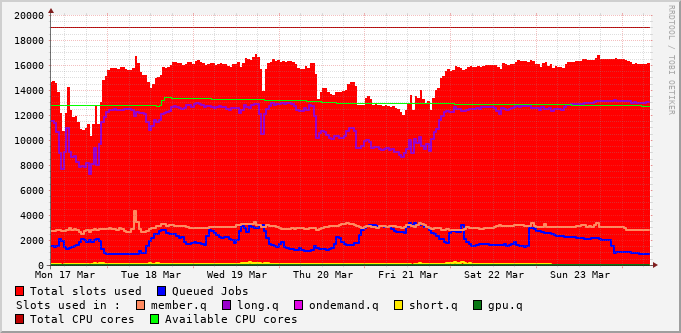 20000
18000
16000
14000
12000
10000
8000
6000
4000
2000
0
Mon 17 Mar Tue 18 Mar Wed 19 Mar Thu 20 Mar Fri 21 Mar Sat 22 Mar Sun 23 Mar
Total slots used Queued Jobs
Slots used in : member.q long.q ondemand.q short.q gpu.q
Total CPU cores Available CPU cores
RRDTOOL / TOBI OETIKER